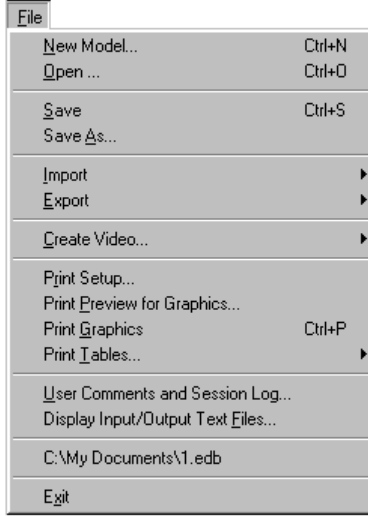 File
New Model... Ctrl+N
Open ... Ctrl+O
Save Ctrl+S
Save As...
Import
Export
Create Video...
Print Setup...
Print Preview for Graphics...
Print Graphics Ctrl+P
Print Tables...
User Comments and Session Log...
Display Input/Output Text Files...
C:\My Documents\1.edb
Exit